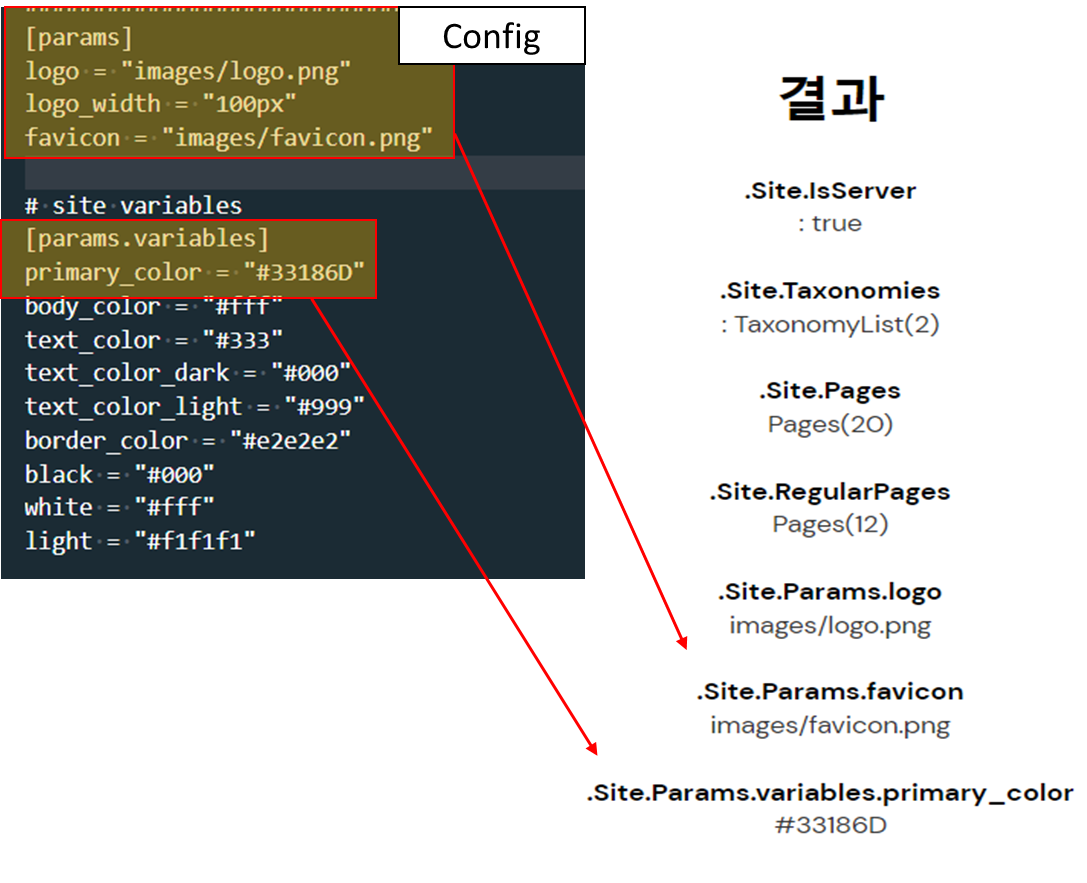 Config
[params]
logo = "images/logo.png"
logo_width = "100px"
favicon = "images/favicon.png"
# site variables
[params.variables]
primary_color = "#33186D"
body_color = "#fff"
text_color = "#333"
text_color_dark = "#000"
text_color_light = "#999"
border_color = "#e2e2e2"
black = "#000"
white = "#fff"
light = "#f1f1f1"
결과
.Site.IsServer
: true
.Site.Taxonomies
: TaxonomyList(2)
.Site.Pages
Pages(20)
.Site.RegularPages
Pages(12)
.Site.Params.logo
images/logo.png
.Site.Params.favicon
images/favicon.png
.Site.Params.variables.primary_color
#33186D